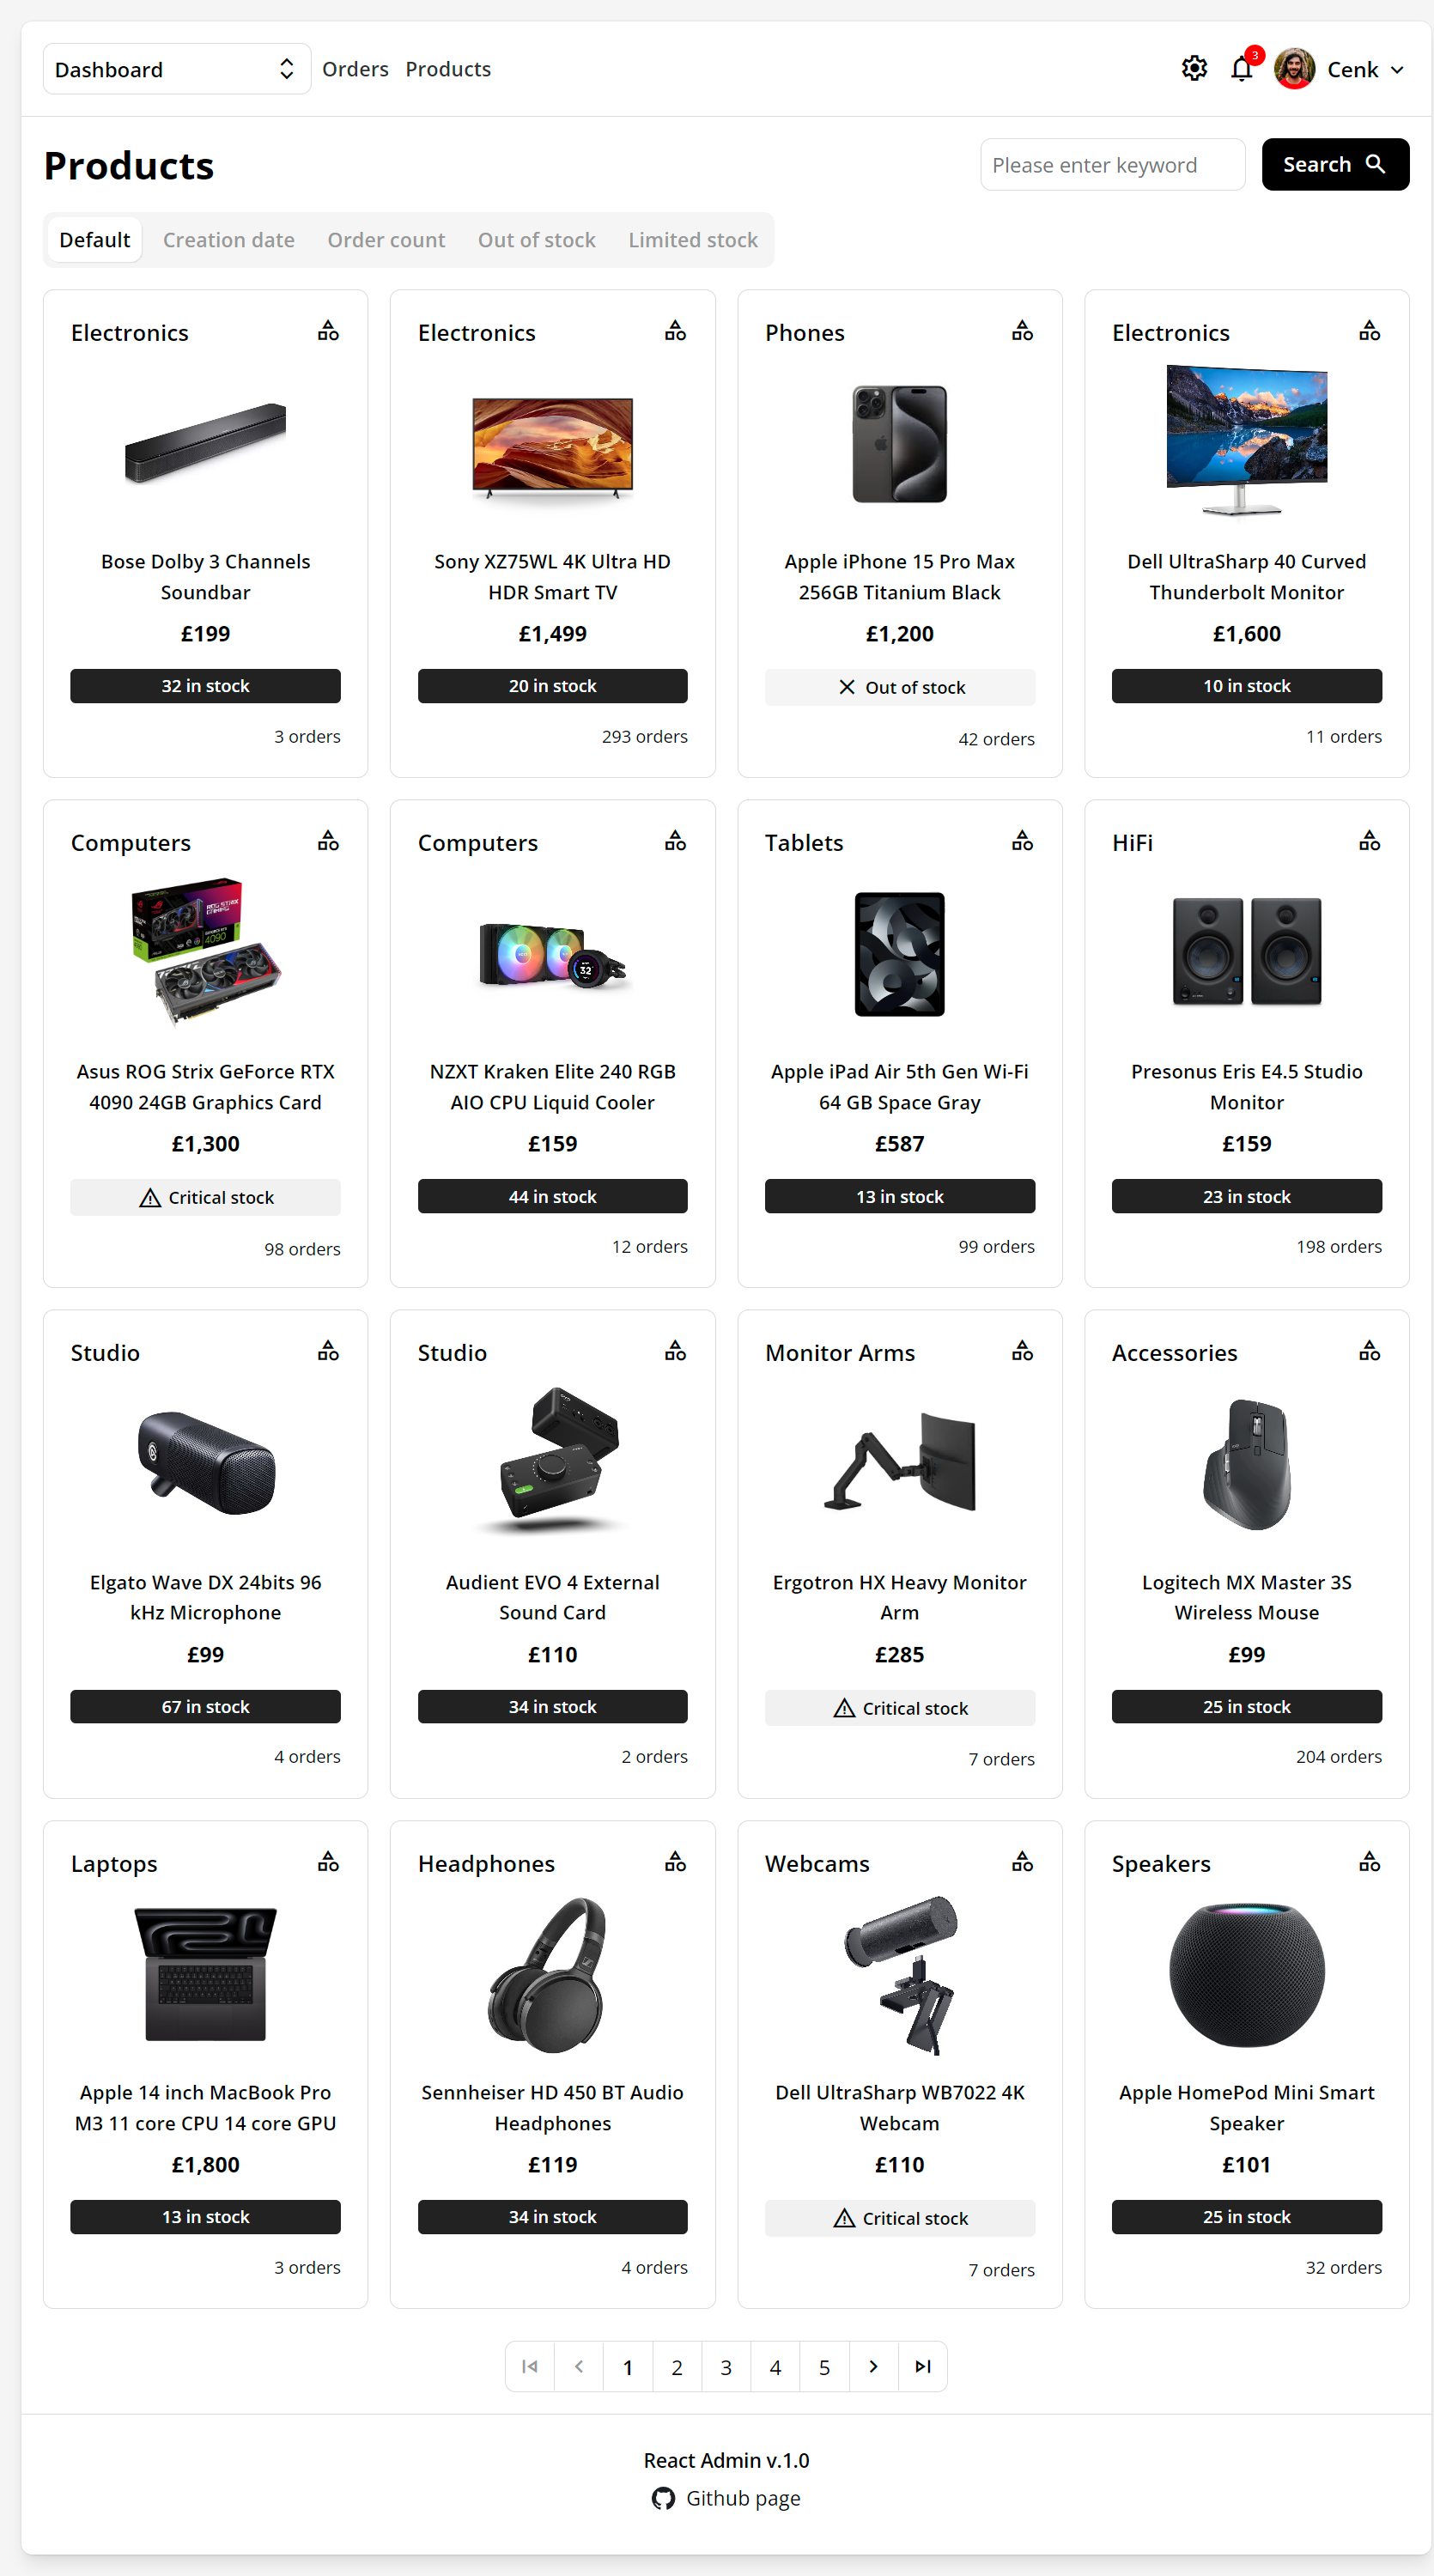 Dashboard
Orders
Products
3
Cenk
Products
Please enter keyword
Search
Default
Creation date
Order count
Out of stock
Limited stock
Electronics
Bose Dolby 3 Channels
Soundbar
£199
32 in stock
3 orders
Electronics
Sony XZ75WL 4K Ultra HD
HDR Smart TV
£1,499
20 in stock
293 orders
Phones
Apple iPhone 15 Pro Max
256GB Titanium Black
£1,200
Out of stock
42 orders
Electronics
Dell UltraSharp 40 Curved
Thunderbolt Monitor
£1,600
10 in stock
11 orders
Computers
ROG STRIX
GAMING
4090
Asus ROG Strix GeForce RTX
4090 24GB Graphics Card
£1,300
Critical stock
98 orders
Computers
32°
NZXT Kraken Elite 240 RGB
AIO CPU Liquid Cooler
£159
44 in stock
12 orders
Tablets
Apple iPad Air 5th Gen Wi-Fi
64 GB Space Gray
£587
13 in stock
99 orders
HiFi
Presonus Eris E4.5 Studio
Monitor
£159
23 in stock
198 orders
Studio
Elgato Wave DX 24bits 96
kHz Microphone
£99
67 in stock
4 orders
Studio
Audient EVO 4 External
Sound Card
£110
34 in stock
2 orders
Monitor Arms
Ergotron HX Heavy Monitor
Arm
£285
Critical stock
7 orders
Accessories
Logitech MX Master 3S
Wireless Mouse
£99
25 in stock
204 orders
Laptops
Apple 14 inch MacBook Pro
M3 11 core CPU 14 core GPU
£1,800
13 in stock
3 orders
Headphones
Sennheiser HD 450 BT Audio
Headphones
£119
34 in stock
4 orders
Webcams
Dell UltraSharp WB7022 4K
Webcam
£110
Critical stock
7 orders
Speakers
Apple HomePod Mini Smart
Speaker
£101
25 in stock
32 orders
1 2 3 4 5
React Admin v.1.0
Github page